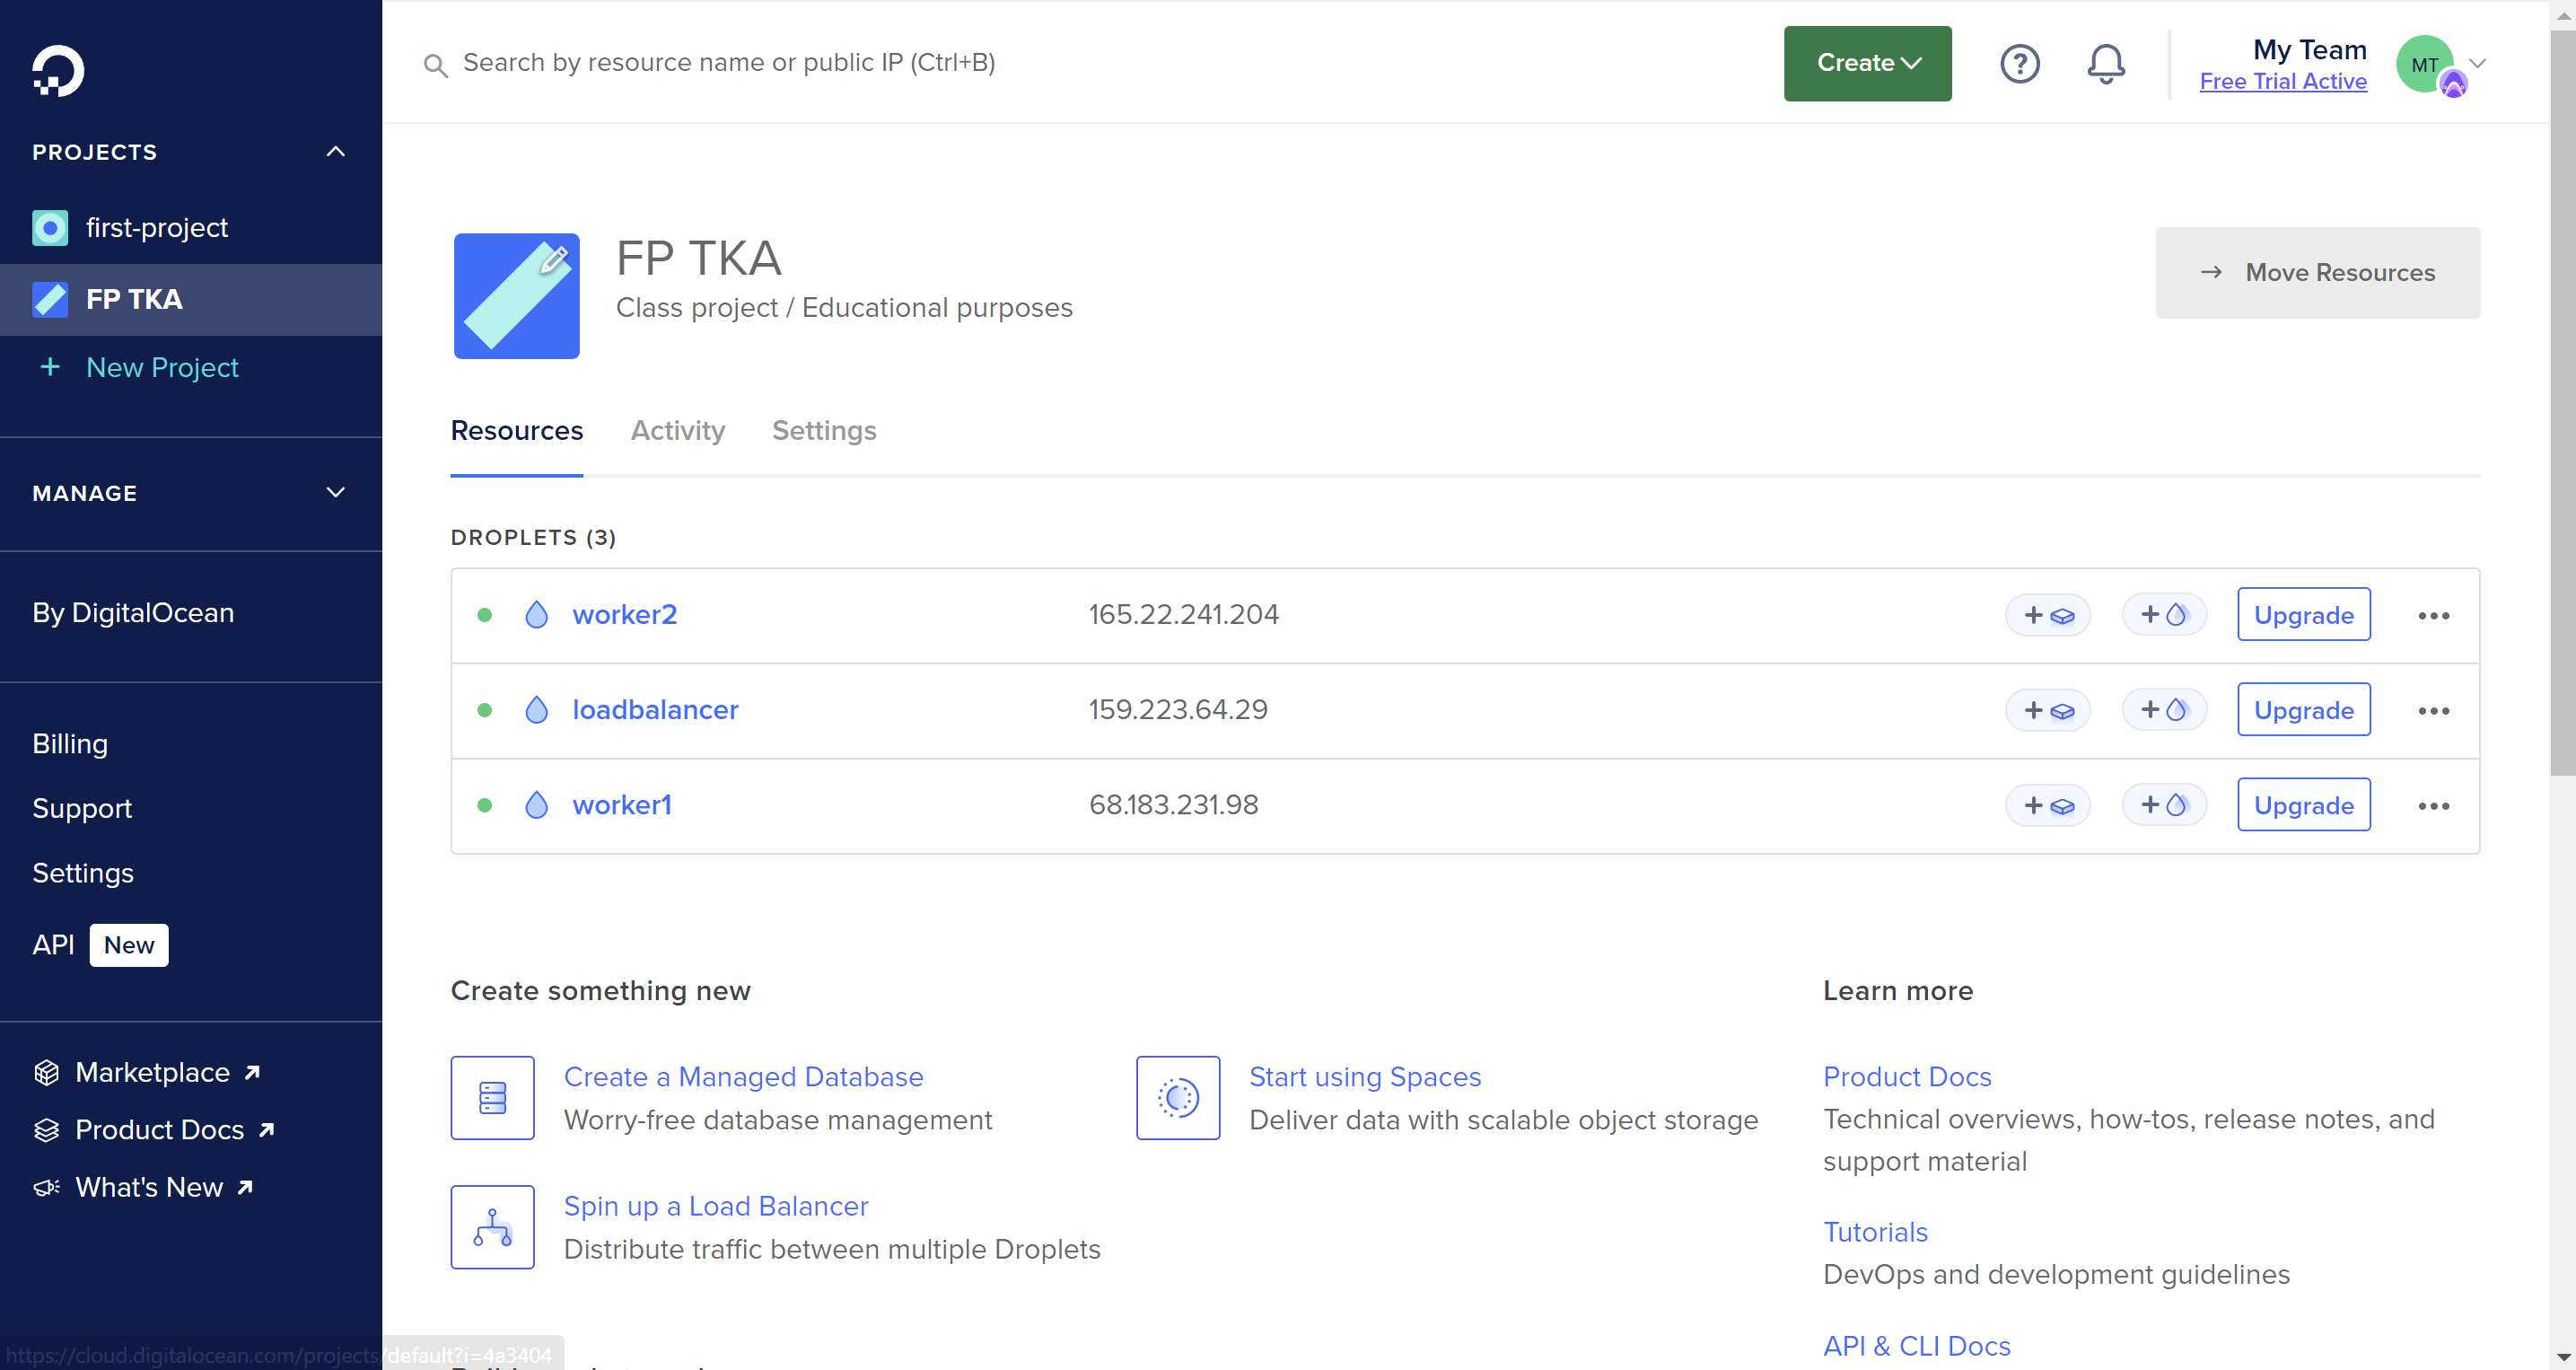 Search by resource name or public IP (Ctrl+B)
Create
?
My Team
Free Trial Active
MT
PROJECTS
first-project
FP TKA
+ New Project
MANAGE
By DigitalOcean
Billing
Support
Settings
API New
Marketplace
Product Docs
What's New
https://cloud.digitalocean.com/projects/default?i=4a3404
FP TKA
Class project / Educational purposes
→ Move Resources
Resources Activity Settings
DROPLETS (3)
worker2 165.22.241.204 + + Upgrade •••
loadbalancer 159.223.64.29 + + Upgrade •••
worker1 68.183.231.98 + + Upgrade •••
Create something new
Create a Managed Database
Worry-free database management
Start using Spaces
Deliver data with scalable object storage
Spin up a Load Balancer
Distribute traffic between multiple Droplets
Learn more
Product Docs
Technical overviews, how-tos, release notes, and
support material
Tutorials
DevOps and development guidelines
API & CLI Docs